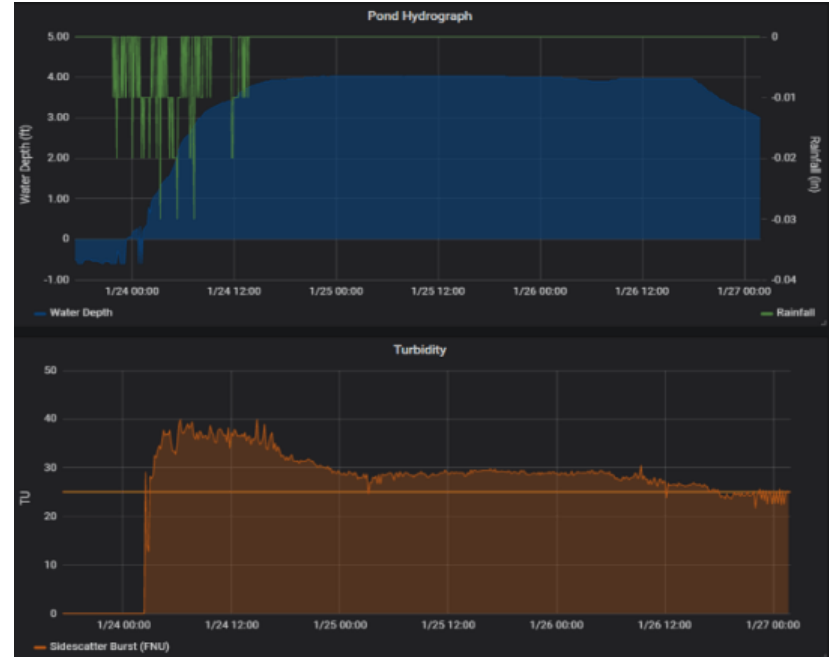 Pond Hydrograph
5.00 0
4.00
-0.01
3.00
2.00 -0.02
1.00
-0.03
0
-1.00 -0.04
Water Depth (ft)
Rainfall (in)
1/24 00:00 1/24 12:00 1/25 00:00 1/25 12:00 1/26 00:00 1/26 12:00 1/27 00:00
Water Depth Rainfall
Turbidity
50
40
30
20
10
0
TU
1/24 00:00 1/24 12:00 1/25 00:00 1/25 12:00 1/26 00:00 1/26 12:00 1/27 00:00
Sidescatter Burst (FNU)